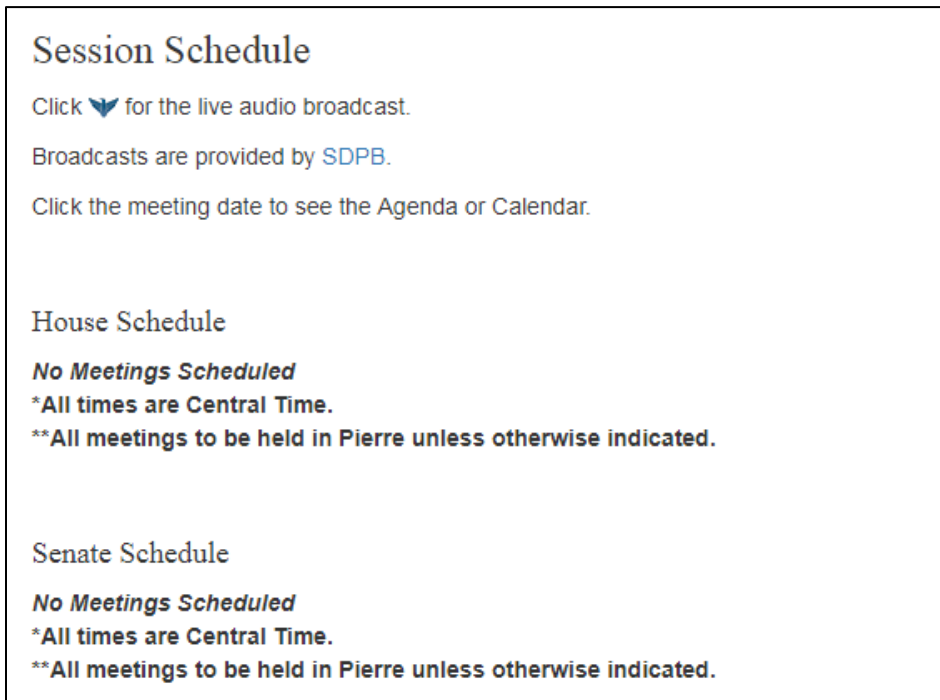 Session Schedule
Click for the live audio broadcast.
Broadcasts are provided by SDPB.
Click the meeting date to see the Agenda or Calendar.
House Schedule
No Meetings Scheduled
*All times are Central Time.
**All meetings to be held in Pierre unless otherwise indicated.
Senate Schedule
No Meetings Scheduled
*All times are Central Time.
**All meetings to be held in Pierre unless otherwise indicated.